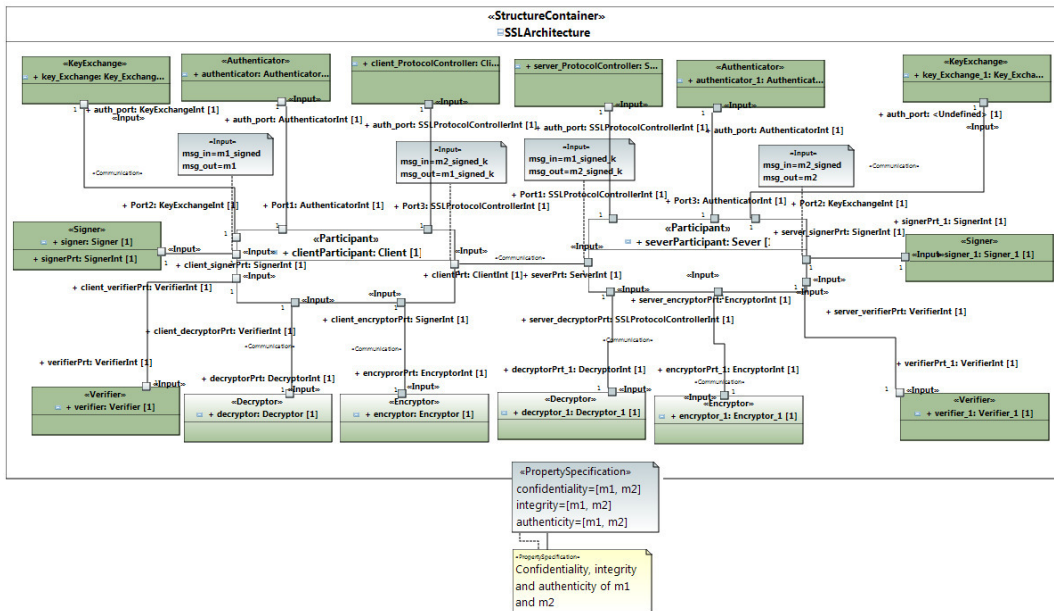 «StructureContainer»
SSLArchitecture
«KeyExchange»
+ key_Exchange: Key_Exchang...
«Authenticator»
+ authenticator: Authenticator...
+ client_ProtocolController: Cli...
+ server_ProtocolController: S...
«Authenticator»
+ authenticator_1: Authenticat...
«KeyExchange»
+ key_Exchange_1: Key_Excha...
1
+ auth_port: KeyExchangeInt [1]
«Input»
1
«Input»
+ auth_port: AuthenticatorInt [1]
1
«Input»
+ auth_port: SSLProtocolControllerInt [1]
1
«Input»
+ auth_port: SSLProtocolControllerInt [1]
1
«Input»
+ auth_port: AuthenticatorInt [1]
+ auth_port: <Undefined> [1]
1
«Input»
«Input»
msg_in=m1_signed
msg_out=m1
«Input»
msg_in=m2_signed_k
msg_out=m1_signed_k
«Input»
msg_in=m1_signed_k
msg_out=m2_signed_k
«Input»
msg_in=m2_signed
msg_out=m2
«Communication»
«Communication»
+ Port2: KeyExchangeInt [1]
+ Port1: AuthenticatorInt [1]
+ Port3: SSLProtocolControllerInt [1]
+ Port1: SSLProtocolControllerInt [1]
+ Port3: AuthenticatorInt [1]
+ Port2: KeyExchangeInt [1]
signerPrt_1: SignerInt [1]
+ server_signerPrt: SignerInt [1]
«Signer»
+ signer: Signer [1]
+ signerPrt: SignerInt [1]
«Input»
+ client_signerPrt: SignerInt [1]
«Input»
«Participant»
+ clientParticipant: Client [1]
«Input»
«Communication»
+ clientPrt: ClientInt [1]
«Input»
+ severPrt: ServerInt [1]
«Participant»
+ severParticipant: Sever [1
«Input»
«Signer»
«Input»
signer_1: Signer_1 [1]
+ client_verifierPrt: VerifierInt [1]
«Input»
+ client_encryptorPrt: SignerInt [1]
«Input»
+ server_encryptorPrt: EncryptorInt [1]
«Input»
+ server_verifierPrt: VerifierInt [1]
+ client_decryptorPrt: VerifierInt [1]
+ server_decryptorPrt: SSLProtocolControllerInt [1]
«Communication»
«Communication»
«Communication»
+ verifierPrt: VerifierInt [1]
«Input»
+ decryptorPrt: DecryptorInt [1]
«Input»
+ encryprorPrt: EncryptorInt [1]
«Input»
+ decryptorPrt_1: DecryptorInt [1]
«Input»
+ encryptorPrt_1: EncryptorInt [1]
«Communication»
«Input»
+ verifierPrt_1: VerifierInt [1]
«Input»
«Verifier»
+ verifier: Verifier [1]
«Decryptor»
+ decryptor: Decryptor [1]
«Encryptor»
+ encryptor: Encryptor [1]
«Decryptor»
+ decryptor_1: Decryptor_1 [1]
«Encryptor»
+ encryptor_1: Encryptor_1 [1]
«Verifier»
+ verifier_1: Verifier_1 [1]
«PropertySpecification»
confidentiality=[m1, m2]
integrity=[m1, m2]
authenticity=[m1, m2]
«PropertySpecification»
Confidentiality, integrity
and authenticity of m1
and m2